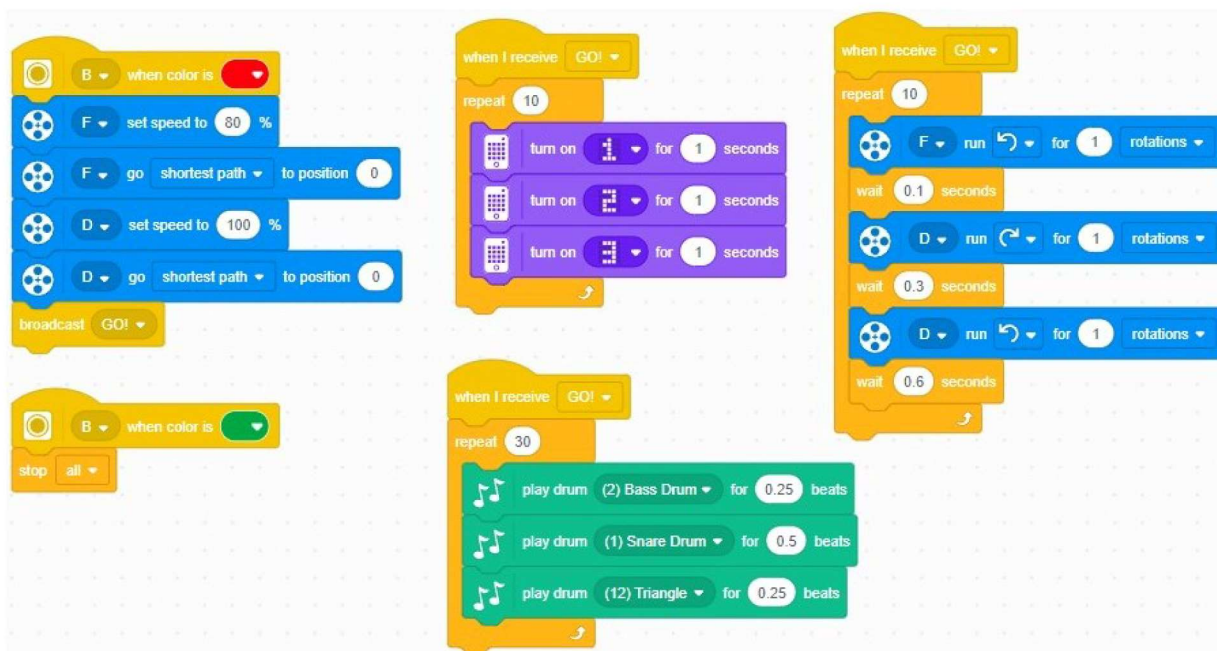 B when color is
F set speed to 80 %
F go shortest path to position 0
D set speed to 100 %
D go shortest path to position 0
broadcast GO!
B when color is
stop all
when I receive GO!
repeat 10
turn on 1 for 1 seconds
turn on 2 for 1 seconds
turn on 3 for 1 seconds
when I receive GO!
repeat 30
play drum (2) Bass Drum for 0.25 beats
play drum (1) Snare Drum for 0.5 beats
play drum (12) Triangle for 0.25 beats
when I receive GO!
repeat 10
F run for 1 rotations
wait 0.1 seconds
D run for 1 rotations
wait 0.3 seconds
D run for 1 rotations
wait 0.6 seconds